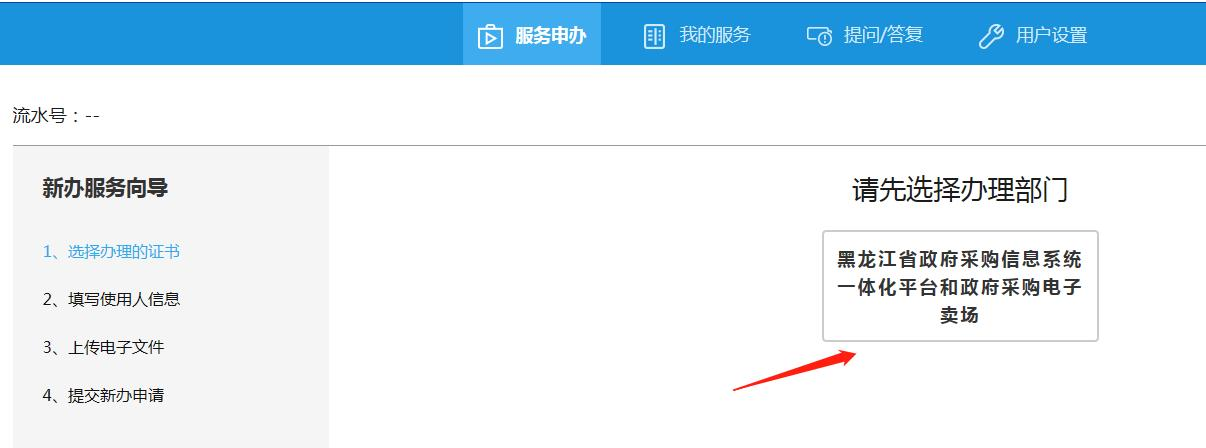 服务申办 我的服务 提问/答复 用户设置
流水号：--
新办服务向导
1、选择办理的证书
2、填写使用人信息
3、上传电子文件
4、提交新办申请
请先选择办理部门
黑龙江省政府采购信息系统
一体化平台和政府采购电子
卖场